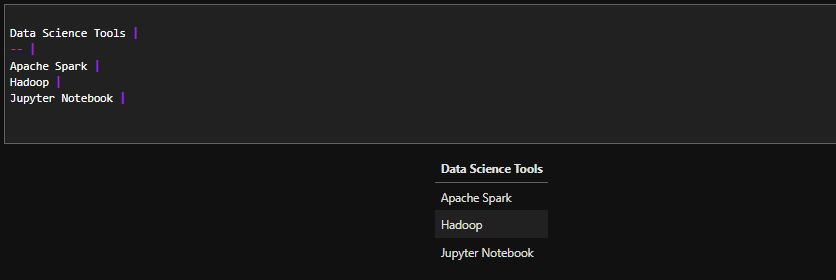 Data Science Tools |
-- |
Apache Spark |
Hadoop |
Jupyter Notebook |
Data Science Tools
Apache Spark
Hadoop
Jupyter Notebook